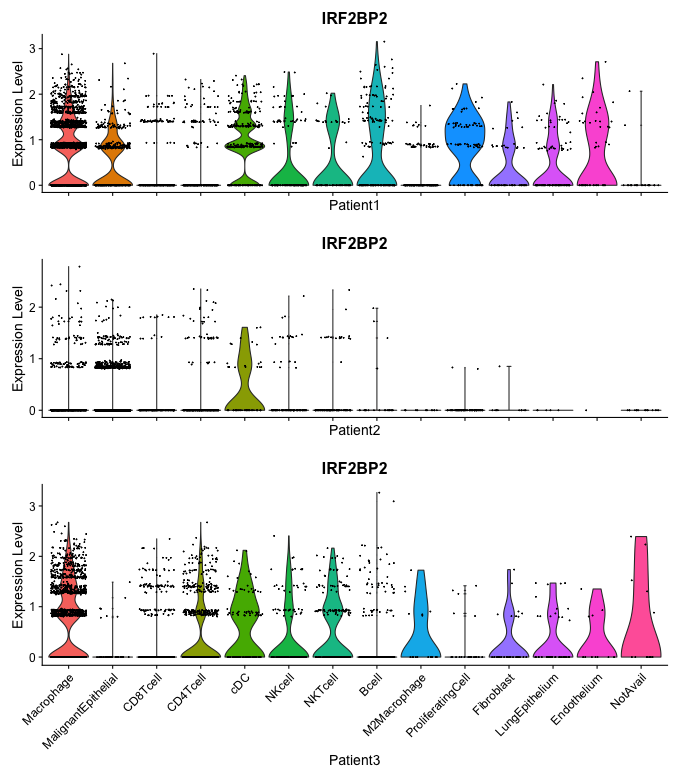 IRF2BP2
Expression Level
3
2
1
0
Patient1
IRF2BP2
Expression Level
2
1
0
Patient2
IRF2BP2
Expression Level
3
2
1
0
Macrophage
MalignantEpithelial
CD8Tcell
CD4Tcell
cDC
NKcell
NKTcell
Bcell
M2Macrophage
ProliferatingCell
Fibroblast
LungEpithelium
Endothelium
NotAvail
Patient3